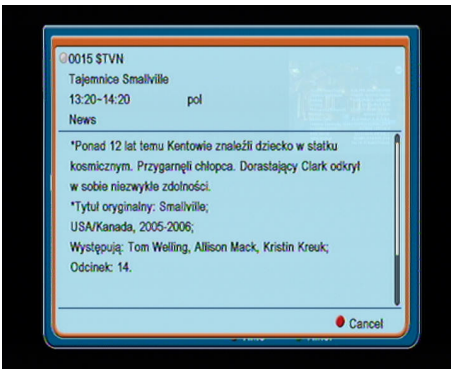 0015 $TVN
Tajemnice Smallville
13:20~14:20 pol
News
*Ponad 12 lat temu Kentowie znaleźli dziecko w statku
kosmicznym. Przygarnęli chłopca. Dorastający Clark odkrył
w sobie niezwykłe zdolności.
*Tytuł oryginalny: Smallville;
USA/Kanada, 2005-2006;
Występują: Tom Welling, Allison Mack, Kristin Kreuk;
Odcinek: 14.
Cancel